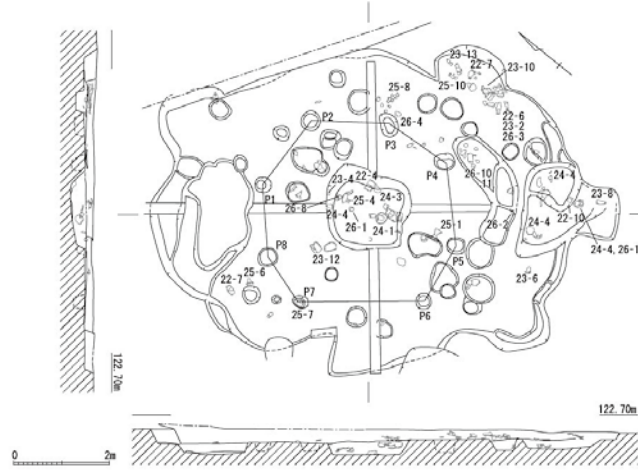 23-13
22-7
23-10
25-8
25-10
P2
26-4
22-6
23-2
26-3
P3
P4
23-4
22-4
26-10
11
24-4
P1
25-4
24-3
23-8
26-8
24-4
26-1
24-1
25-1
26-2
24-4
22-10
24-4, 26-1
P8
23-12
P5
25-6
22-7
23-6
P7
25-7
P6
122.70m
122.70m
0 2m